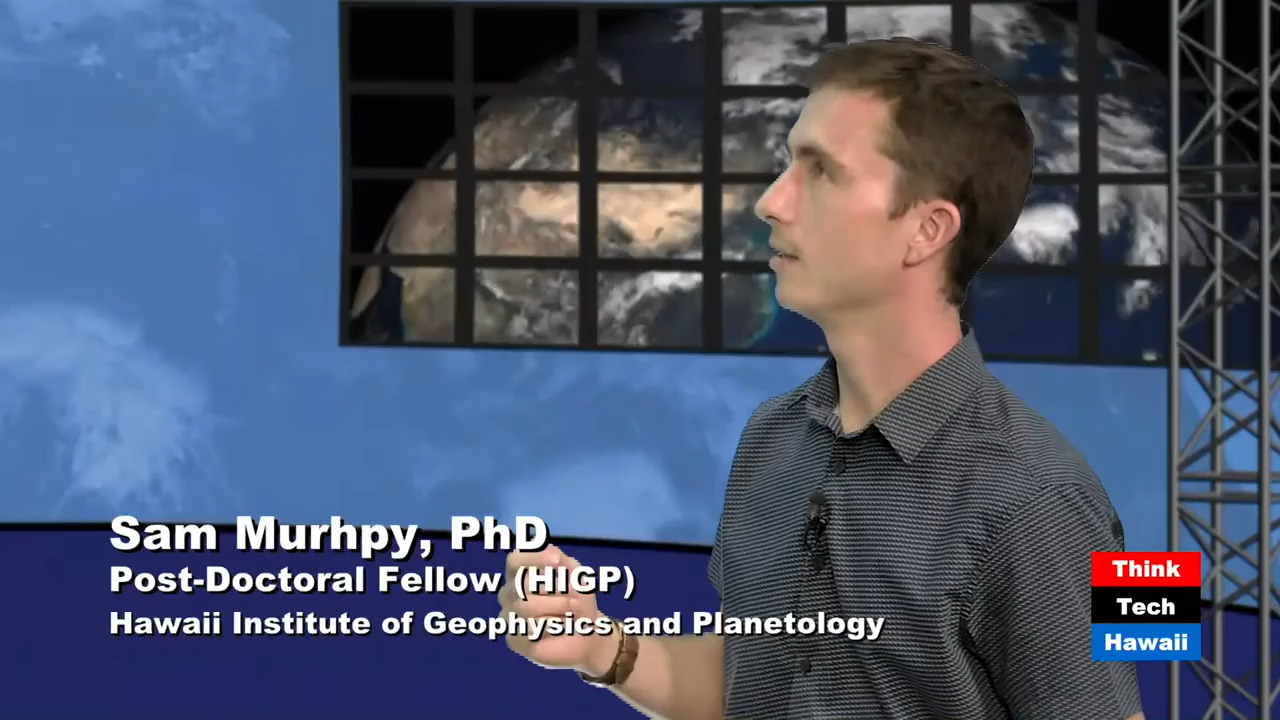 Sam Murhpy, PhD
Post-Doctoral Fellow (HIGP)
Hawaii Institute of Geophysics and Planetology
Think
Tech
Hawaii